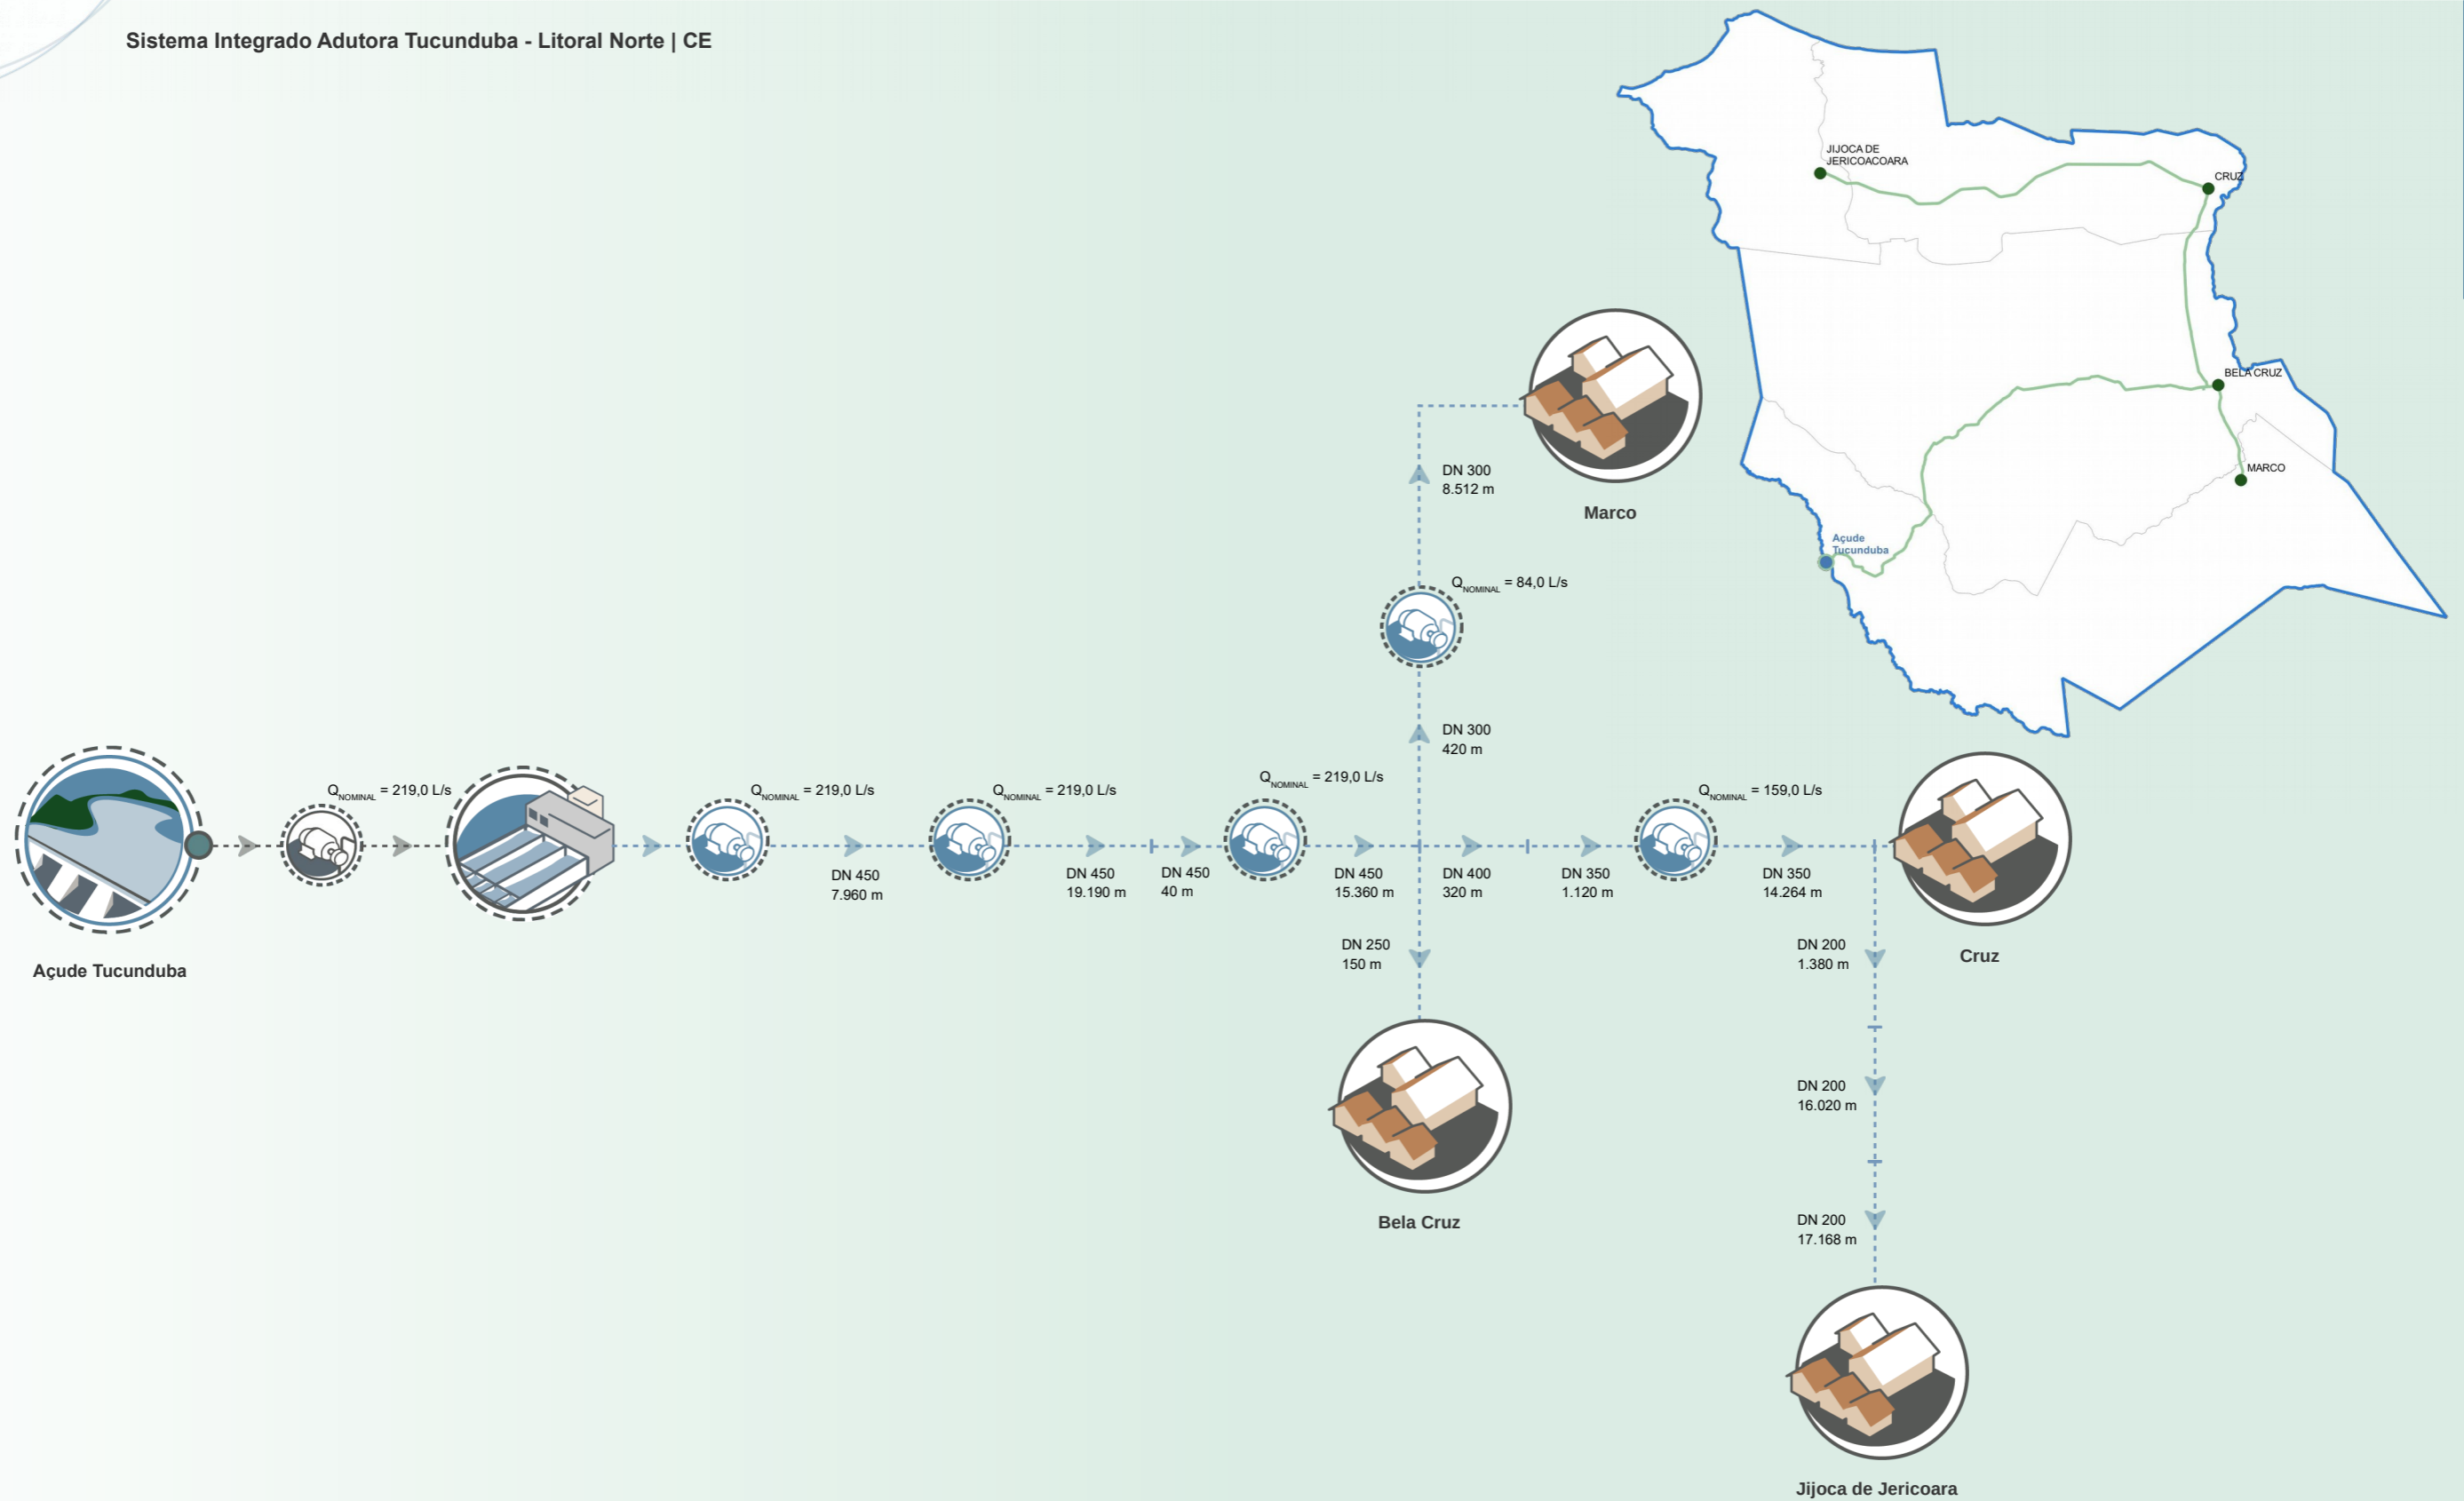 Sistema Integrado Adutora Tucunduba - Litoral Norte | CE
JIJOCA DE
JERICOACOARA
CRUZ
BELA CRUZ
MARCO
Açude
Tucunduba
DN 300
8.512 m
Marco
QNOMINAL = 84,0 L/s
DN 300
420 m
QNOMINAL = 219,0 L/s
QNOMINAL = 219,0 L/s
QNOMINAL = 219,0 L/s
QNOMINAL = 219,0 L/s
QNOMINAL = 159,0 L/s
DN 450
7.960 m
DN 450
19.190 m
DN 450
40 m
DN 450
15.360 m
DN 400
320 m
DN 350
1.120 m
DN 350
14.264 m
Açude Tucunduba
DN 250
150 m
DN 200
1.380 m
Cruz
DN 200
16.020 m
Bela Cruz
DN 200
17.168 m
Jijoca de Jericoara